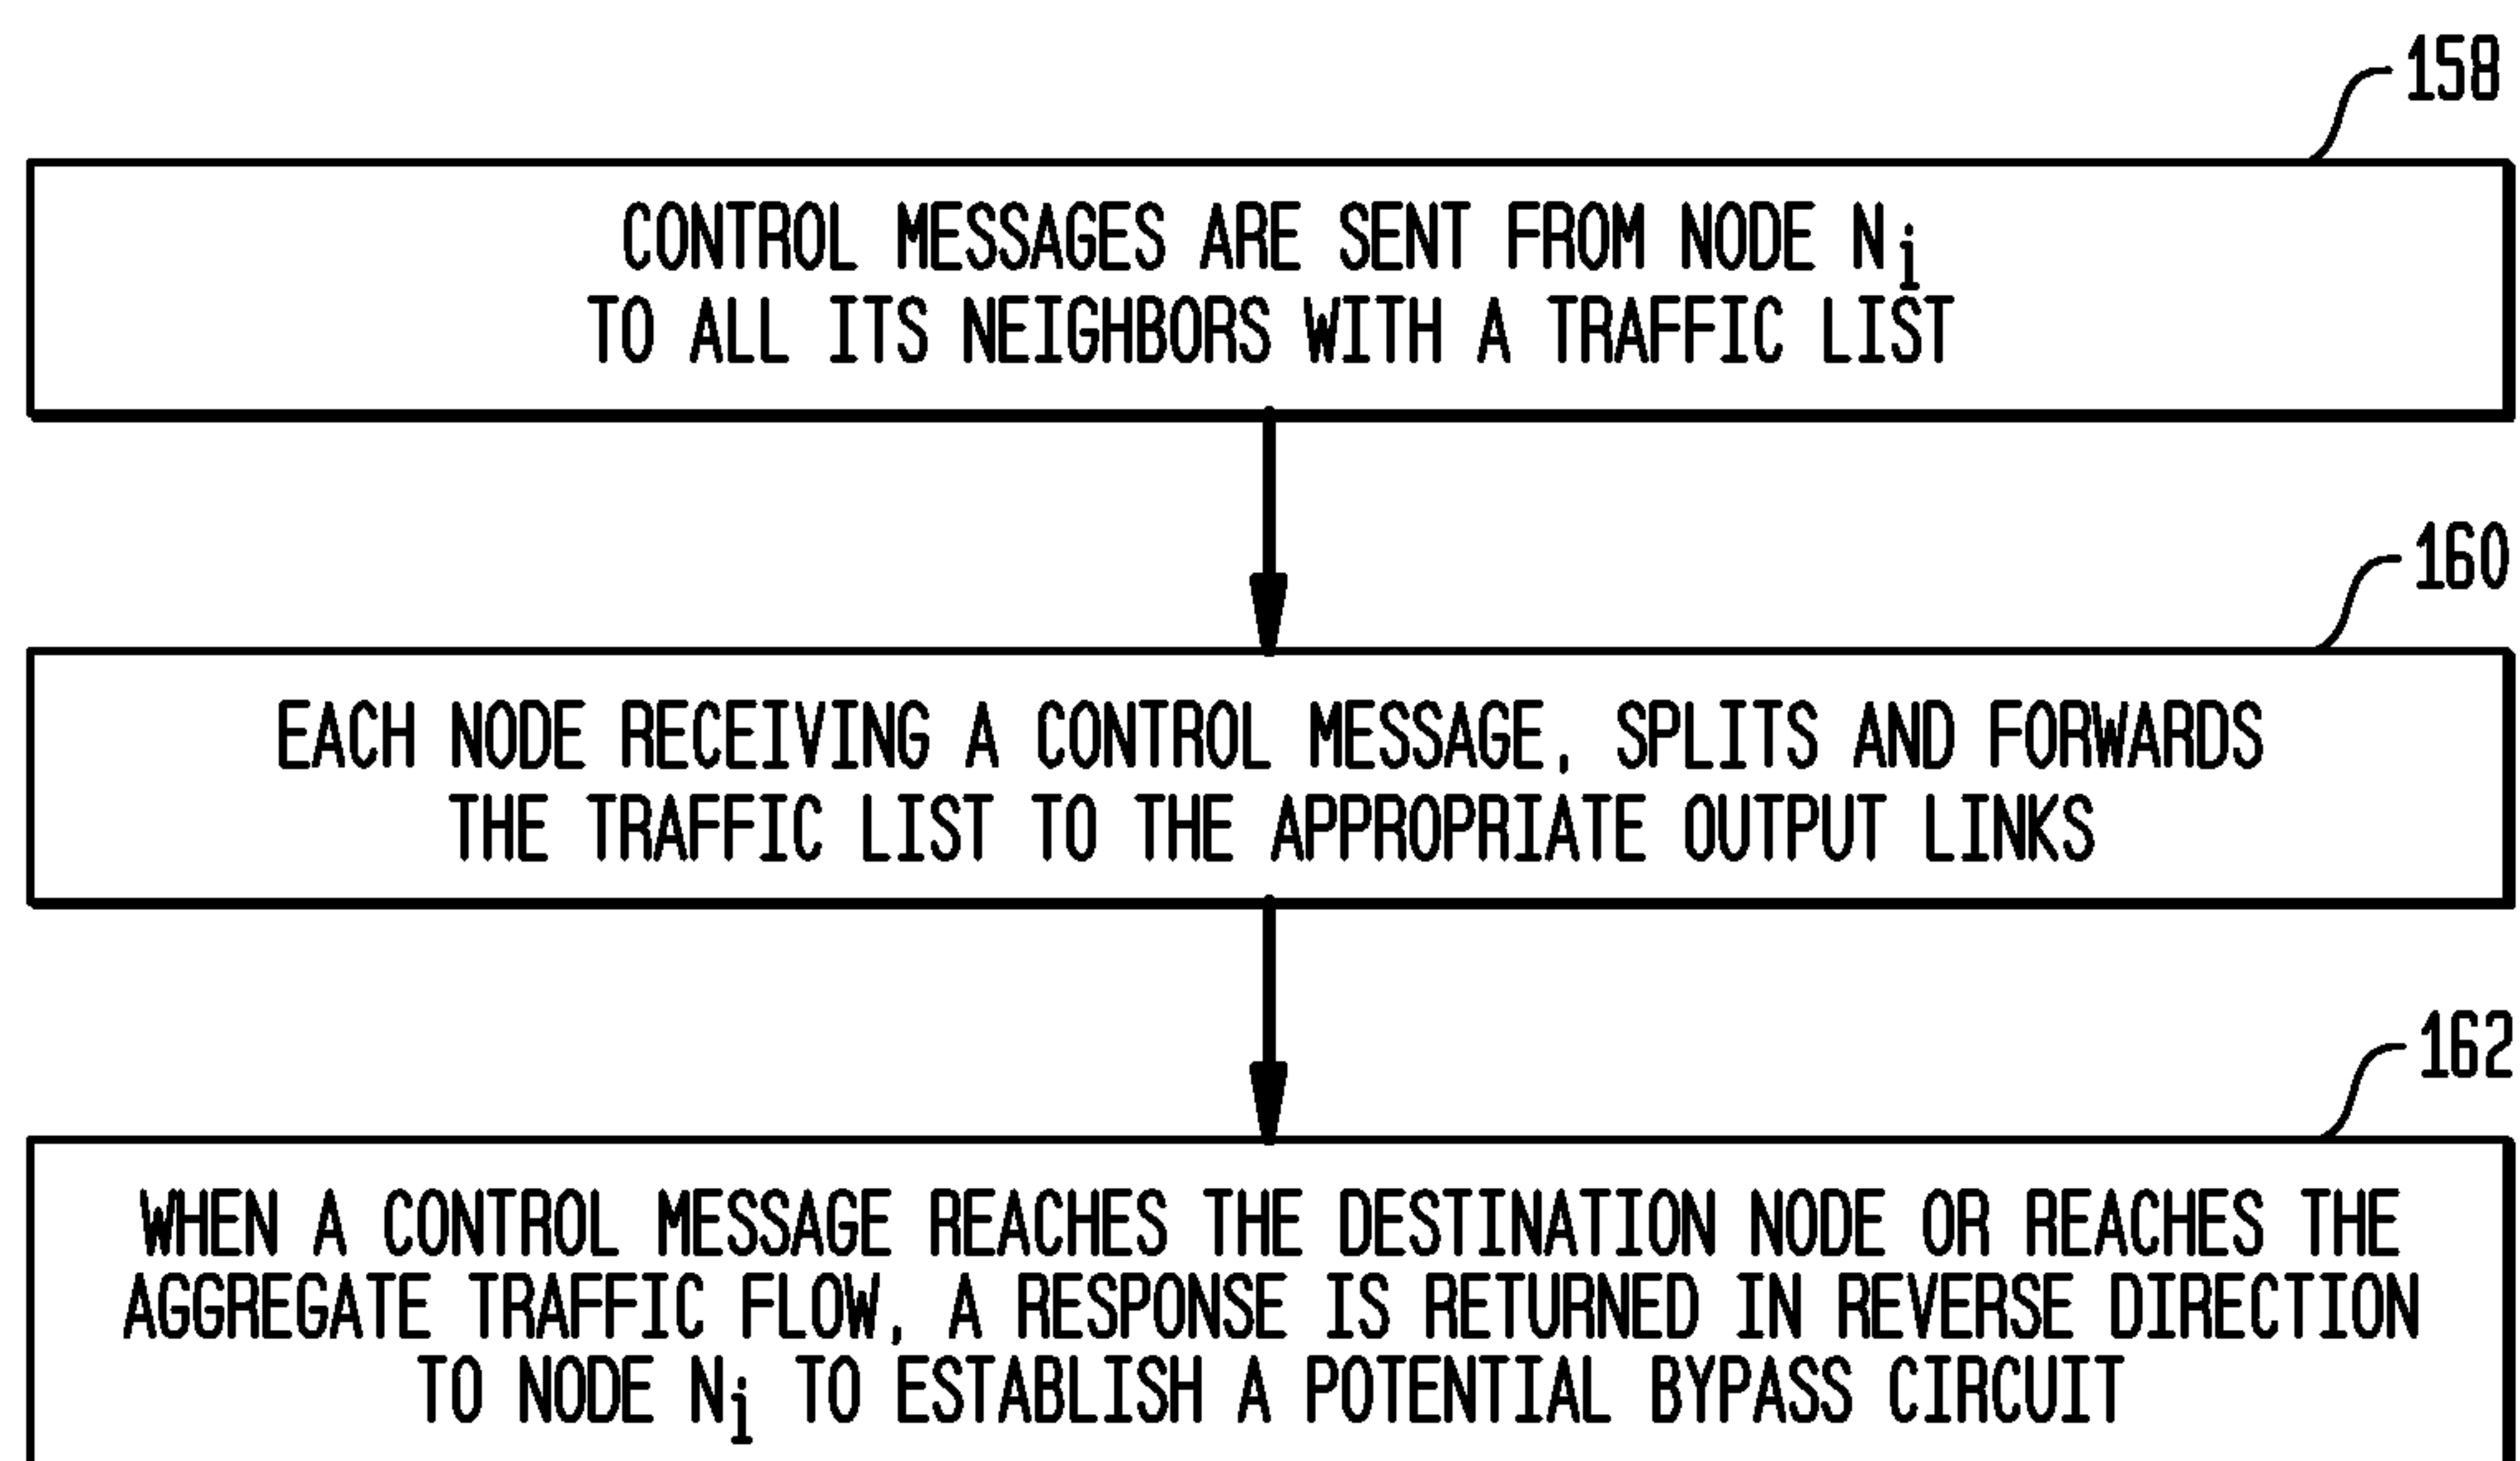 158
CONTROL MESSAGES ARE SENT FROM NODE Ni
TO ALL ITS NEIGHBORS WITH A TRAFFIC LIST
160
EACH NODE RECEIVING A CONTROL MESSAGE, SPLITS AND FORWARDS
THE TRAFFIC LIST TO THE APPROPRIATE OUTPUT LINKS
162
WHEN A CONTROL MESSAGE REACHES THE DESTINATION NODE OR REACHES THE
AGGREGATE TRAFFIC FLOW, A RESPONSE IS RETURNED IN REVERSE DIRECTION
TO NODE Ni TO ESTABLISH A POTENTIAL BYPASS CIRCUIT